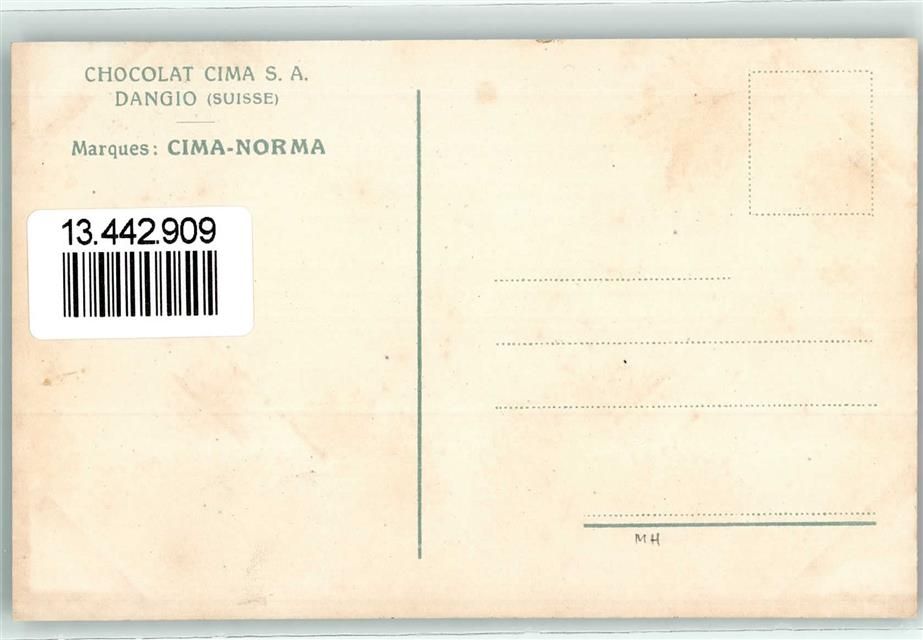 CHOCOLAT CIMA S. A.
DANGIO (SUISSE)
Marques: CIMA-NORMA
13.442.909
MH